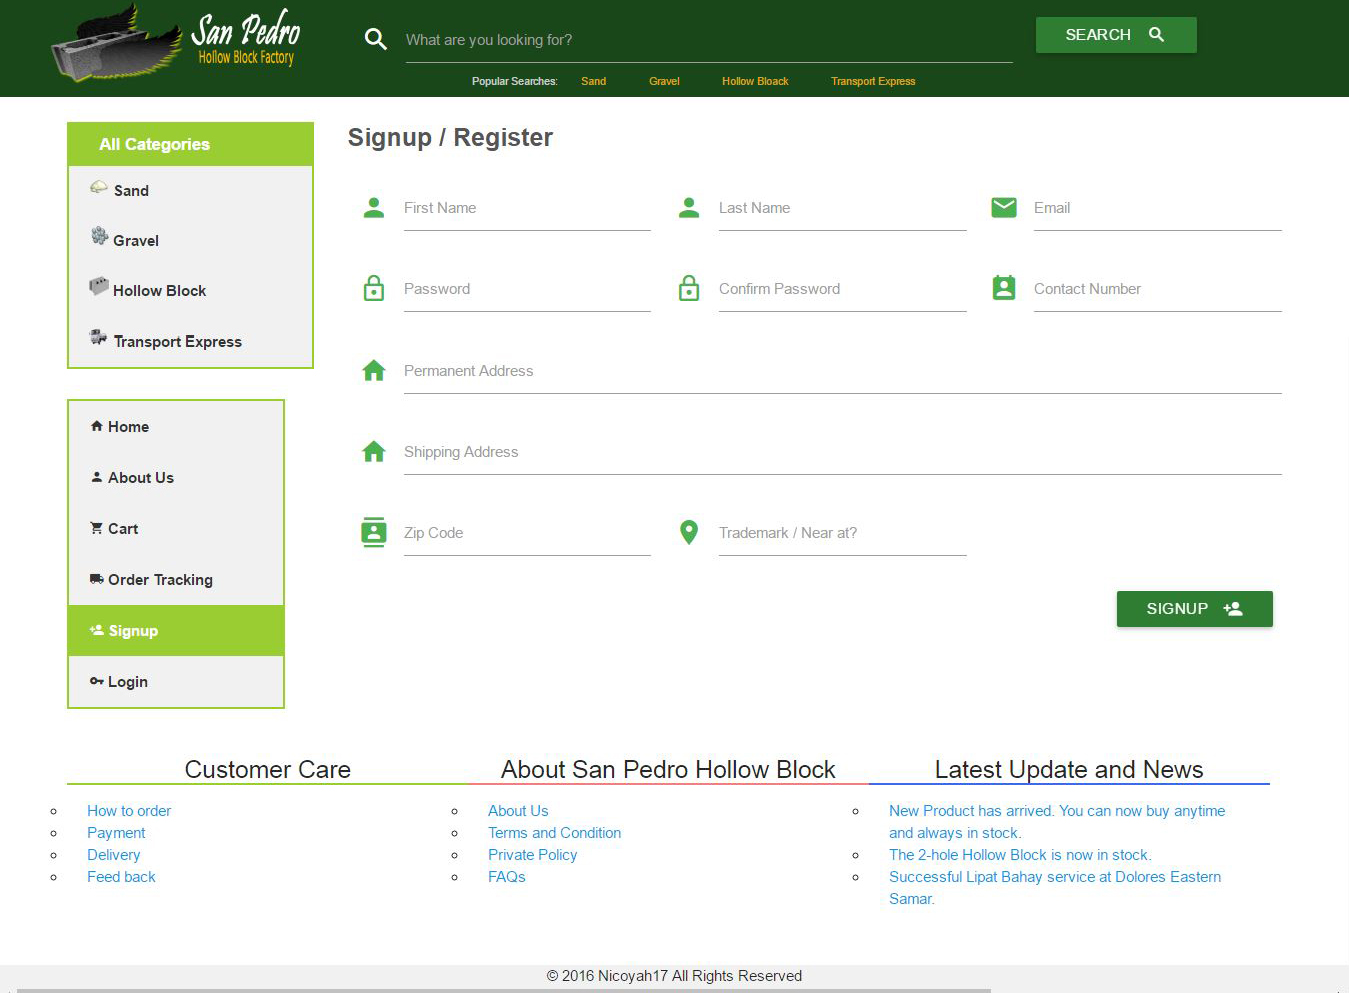 San Pedro
Hollow Block Factory
What are you looking for?
SEARCH
Popular Searches: Sand Gravel Hollow Bloack Transport Express
All Categories
Sand
Gravel
Hollow Block
Transport Express
Home
About Us
Cart
Order Tracking
Signup
Login
Signup / Register
First Name Last Name Email
Password Confirm Password Contact Number
Permanent Address
Shipping Address
Zip Code Trademark / Near at?
SIGNUP
Customer Care
How to order
Payment
Delivery
Feed back
About San Pedro Hollow Block
About Us
Terms and Condition
Private Policy
FAQs
Latest Update and News
New Product has arrived. You can now buy anytime
and always in stock.
The 2-hole Hollow Block is now in stock.
Successful Lipat Bahay service at Dolores Eastern
Samar.
© 2016 Nicoyah17 All Rights Reserved